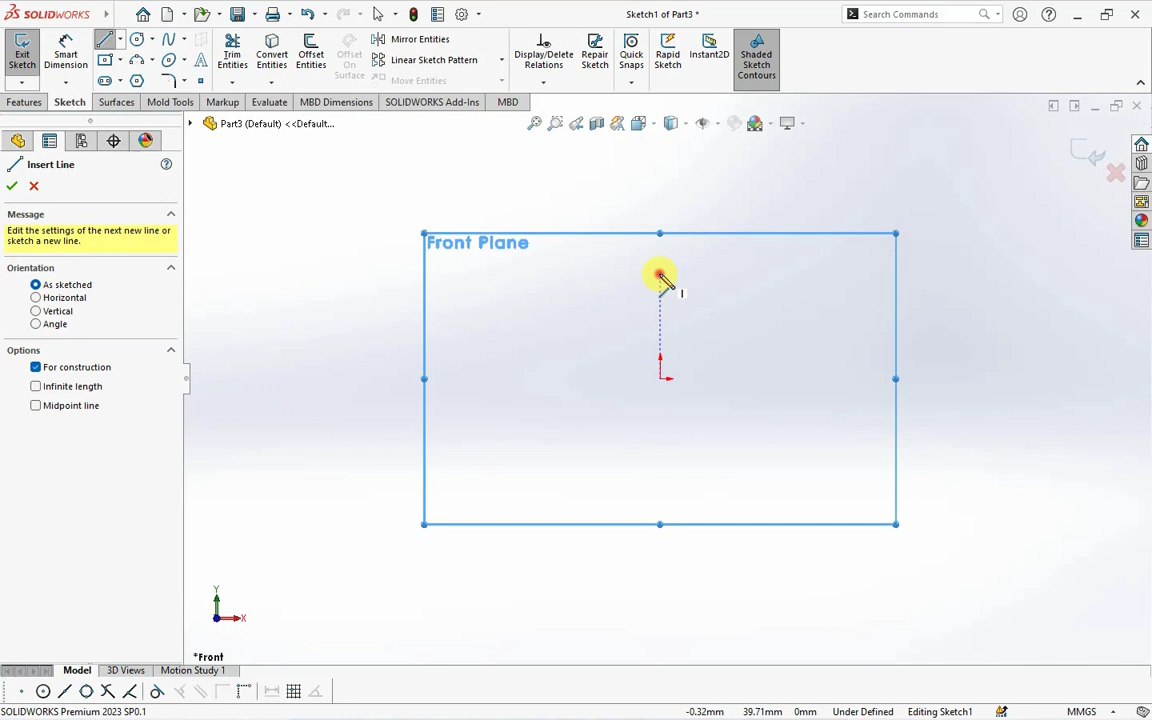 SOLIDWORKS
Sketch1 of Part3 *
Search Commands
Exit Sketch
Smart Dimension
Trim Entities
Convert Entities
Offset Entities
Offset On Surface
Mirror Entities
Linear Sketch Pattern
Move Entities
Display/Delete Relations
Repair Sketch
Quick Snaps
Rapid Sketch
Instant2D
Shaded Sketch Contours
Features
Sketch
Surfaces
Mold Tools
Markup
Evaluate
MBD Dimensions
SOLIDWORKS Add-Ins
MBD
Part3 (Default) <<Default...
Insert Line
Message
Edit the settings of the next new line or
sketch a new line.
Orientation
As sketched
Horizontal
Vertical
Angle
Options
For construction
Infinite length
Midpoint line
Front Plane
Y
X
*Front
Model
3D Views
Motion Study 1
SOLIDWORKS Premium 2023 SP0.1
-0.32mm
39.71mm
0mm
Under Defined
Editing Sketch1
MMGS